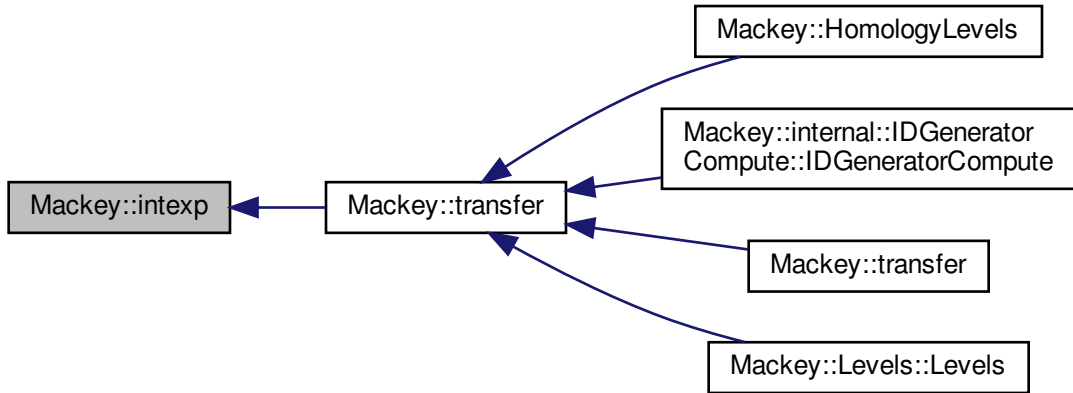 Mackey::HomologyLevels
Mackey::internal::IDGenerator
Compute::IDGeneratorCompute
Mackey::intexp
Mackey::transfer
Mackey::transfer
Mackey::Levels::Levels